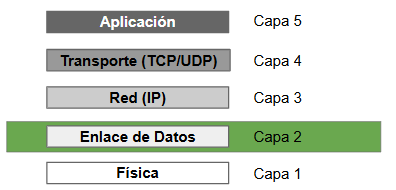 Aplicación Capa 5
Transporte (TCP/UDP) Capa 4
Red (IP) Capa 3
Enlace de Datos Capa 2
Física Capa 1